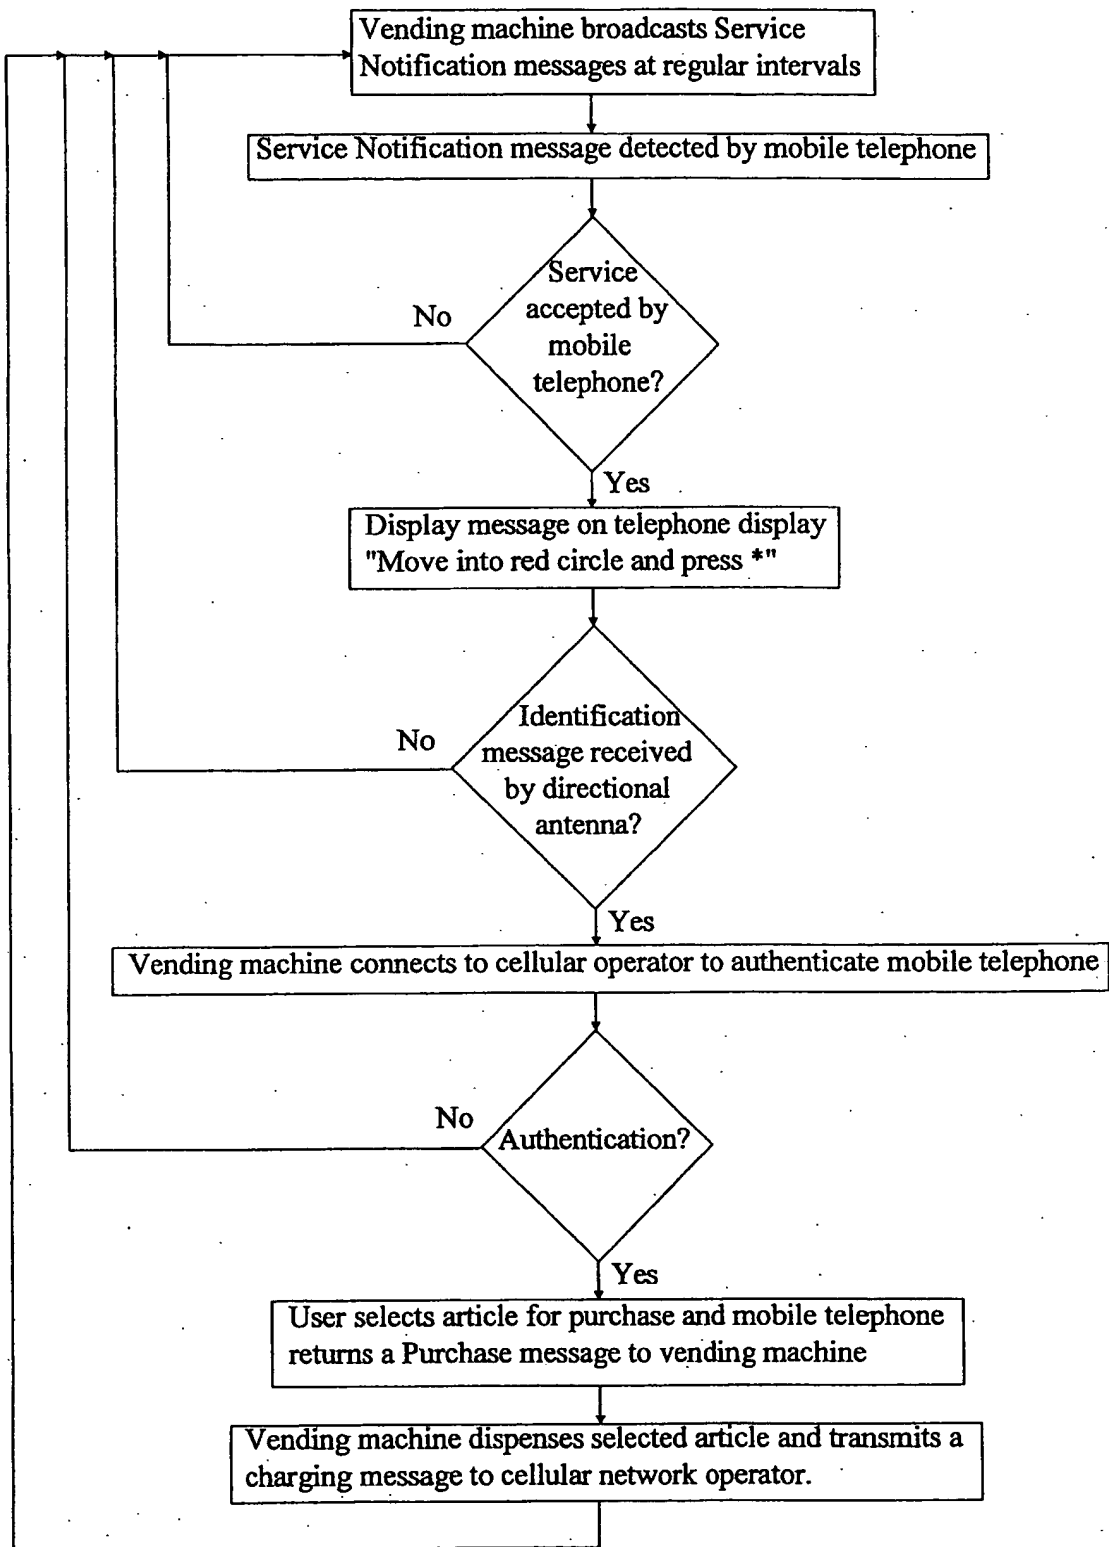 Vending machine broadcasts Service
Notification messages at regular intervals
Service Notification message detected by mobile telephone
Service
accepted by
mobile
telephone?
No
Yes
Display message on telephone display
"Move into red circle and press *"
Identification
message received
by directional
antenna?
No
Yes
Vending machine connects to cellular operator to authenticate mobile telephone
No
Authentication?
Yes
User selects article for purchase and mobile telephone
returns a Purchase message to vending machine
Vending machine dispenses selected article and transmits a
charging message to cellular network operator.